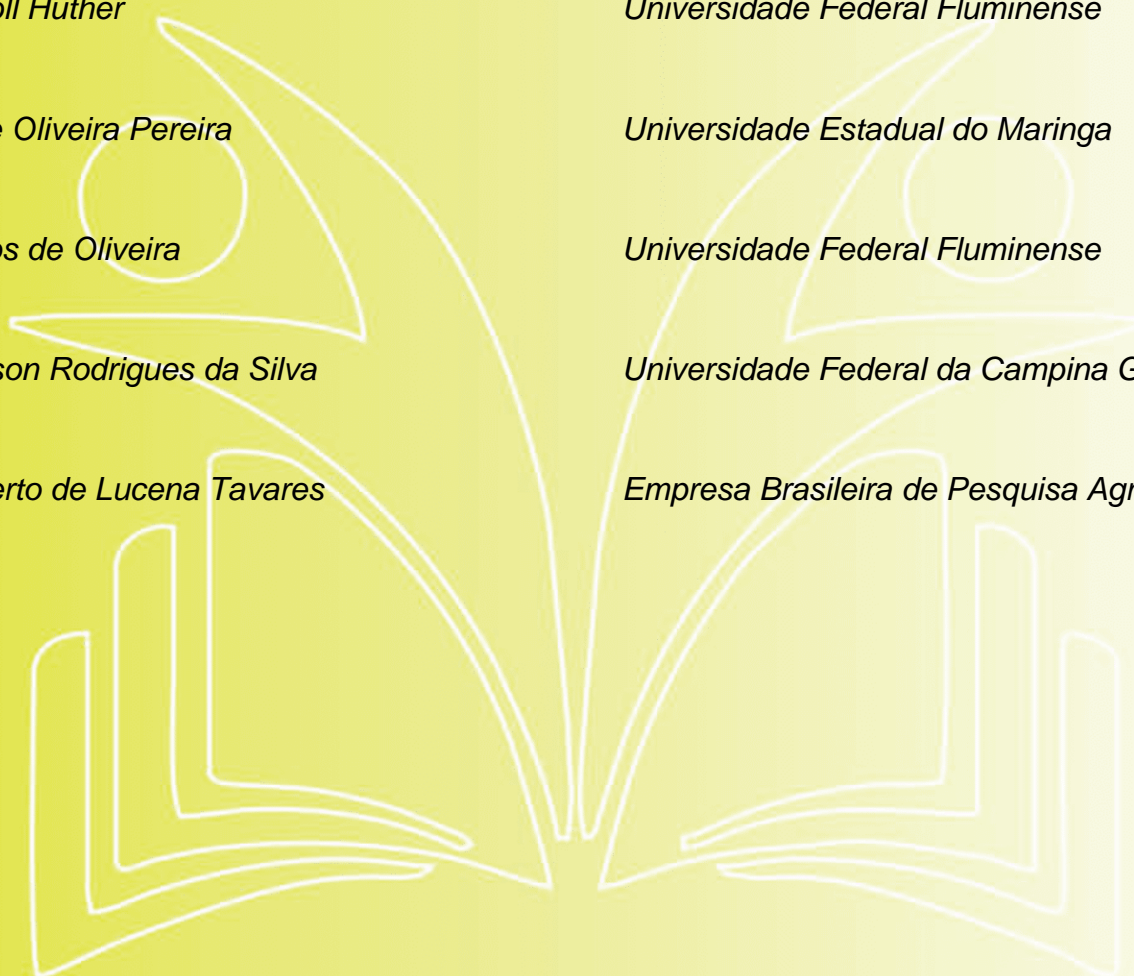 oll Huther Universidade Federal Fluminense
e Oliveira Pereira Universidade Estadual do Maringa
os de Oliveira Universidade Federal Fluminense
son Rodrigues da Silva Universidade Federal da Campina G
erto de Lucena Tavares Empresa Brasileira de Pesquisa Agr